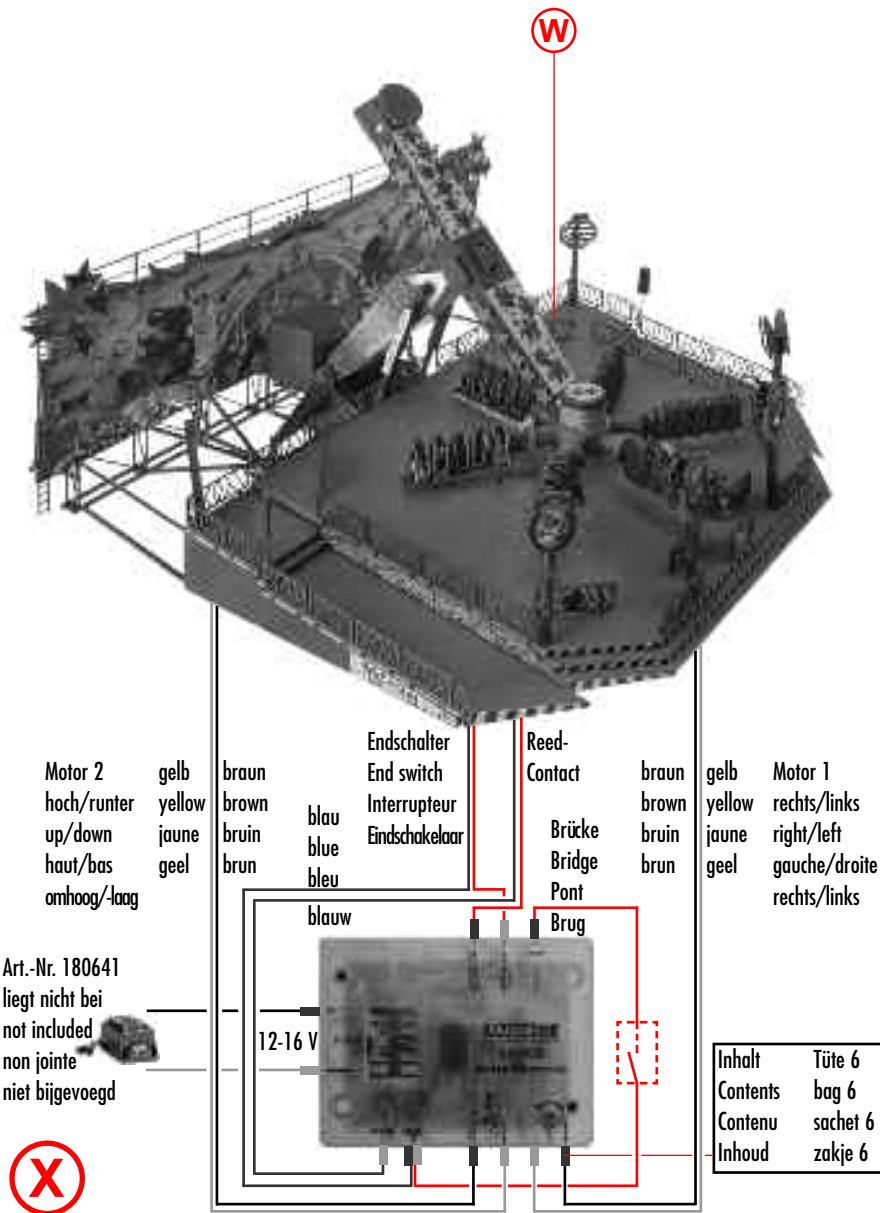 W
Motor 2
hoch/runter
up/down
haut/bas
omhoog/-laag
gelb
yellow
jaune
geel
braun
brown
bruin
brun
blau
blue
bleu
blauw
Endschalter
End switch
Interrupteur
Eindschakelaar
Reed-
Contact
Brücke
Bridge
Pont
Brug
braun
brown
bruin
brun
gelb
yellow
jaune
geel
Motor 1
rechts/links
right/left
gauche/droite
rechts/links
Art.-Nr. 180641
liegt nicht bei
not included
non jointe
niet bijgevoegd
12-16 V
Inhalt Tüte 6
Contents bag 6
Contenu sachet 6
Inhoud zakje 6
X